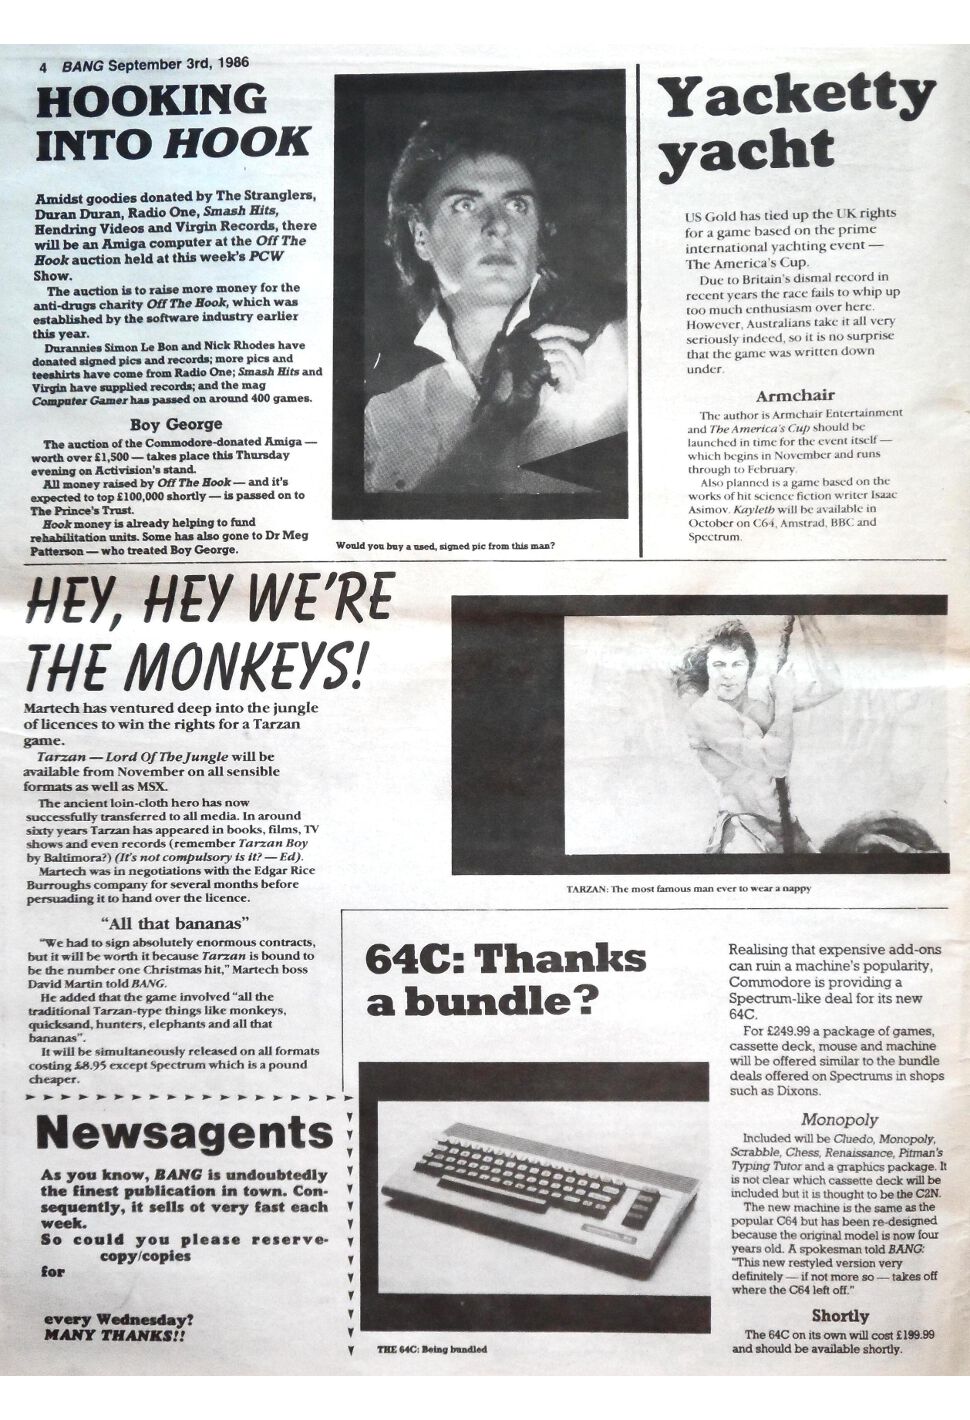 4 BANG September 3rd, 1986
HOOKING
INTO HOOK
Amidst goodies donated by The Stranglers,
Duran Duran, Radio One, Smash Hits,
Hendring Videos and Virgin Records, there
will be an Amiga computer at the Off The
Hook auction held at this week's PCW
Show.
The auction is to raise more money for the
anti-drugs charity Off The Hook, which was
established by the software industry earlier
this year.
Durannies Simon Le Bon and Nick Rhodes have
donated signed pics and records; more pics and
teeshirts have come from Radio One; Smash Hits and
Virgin have supplied records; and the mag
Computer Gamer has passed on around 400 games.
Boy George
The auction of the Commodore-donated Amiga —
worth over £1,500 — takes place this Thursday
evening on Activision's stand.
All money raised by Off The Hook — and it's
expected to top £100,000 shortly — is passed on to
The Prince's Trust.
Hook money is already helping to fund
rehabilitation units. Some has also gone to Dr Meg
Patterson — who treated Boy George.
Would you buy a used, signed pic from this man?
Yacketty
yacht
US Gold has tied up the UK rights
for a game based on the prime
international yachting event —
The America's Cup.
Due to Britain's dismal record in
recent years the race fails to whip up
too much enthusiasm over here.
However, Australians take it all very
seriously indeed, so it is no surprise
that the game was written down
under.
Armchair
The author is Armchair Entertainment
and The America's Cup should be
launched in time for the event itself —
which begins in November and runs
through to February.
Also planned is a game based on the
works of hit science fiction writer Isaac
Asimov. Kayleth will be available in
October on C64, Amstrad, BBC and
Spectrum.
HEY, HEY WE'RE
THE MONKEYS!
Martech has ventured deep into the jungle
of licences to win the rights for a Tarzan
game.
Tarzan — Lord Of The Jungle will be
available from November on all sensible
formats as well as MSX.
The ancient loin-cloth hero has now
successfully transferred to all media. In around
sixty years Tarzan has appeared in books, films, TV
shows and even records (remember Tarzan Boy
by Baltimora?) (It's not compulsory is it? — Ed).
Martech was in negotiations with the Edgar Rice
Burroughs company for several months before
persuading it to hand over the licence.
"All that bananas"
"We had to sign absolutely enormous contracts,
but it will be worth it because Tarzan is bound to
be the number one Christmas hit," Martech boss
David Martin told BANG.
He added that the game involved "all the
traditional Tarzan-type things like monkeys,
quicksand, hunters, elephants and all that
bananas".
It will be simultaneously released on all formats
costing £8.95 except Spectrum which is a pound
cheaper.
TARZAN: The most famous man ever to wear a nappy
Newsagents
As you know, BANG is undoubtedly
the finest publication in town. Con-
sequently, it sells ot very fast each
week.
So could you please reserve-
copy/copies
for
every Wednesday?
MANY THANKS!!
64C: Thanks
a bundle?
THE 64C: Being bundled
Realising that expensive add-ons
can ruin a machine's popularity,
Commodore is providing a
Spectrum-like deal for its new
64C.
For £249.99 a package of games,
cassette deck, mouse and machine
will be offered similar to the bundle
deals offered on Spectrums in shops
such as Dixons.
Monopoly
Included will be Cluedo, Monopoly,
Scrabble, Chess, Renaissance, Pitman's
Typing Tutor and a graphics package. It
is not clear which cassette deck will be
included but it is thought to be the C2N.
The new machine is the same as the
popular C64 but has been re-designed
because the original model is now four
years old. A spokesman told BANG:
"This new restyled version very
definitely — if not more so — takes off
where the C64 left off."
Shortly
The 64C on its own will cost £199.99
and should be available shortly.